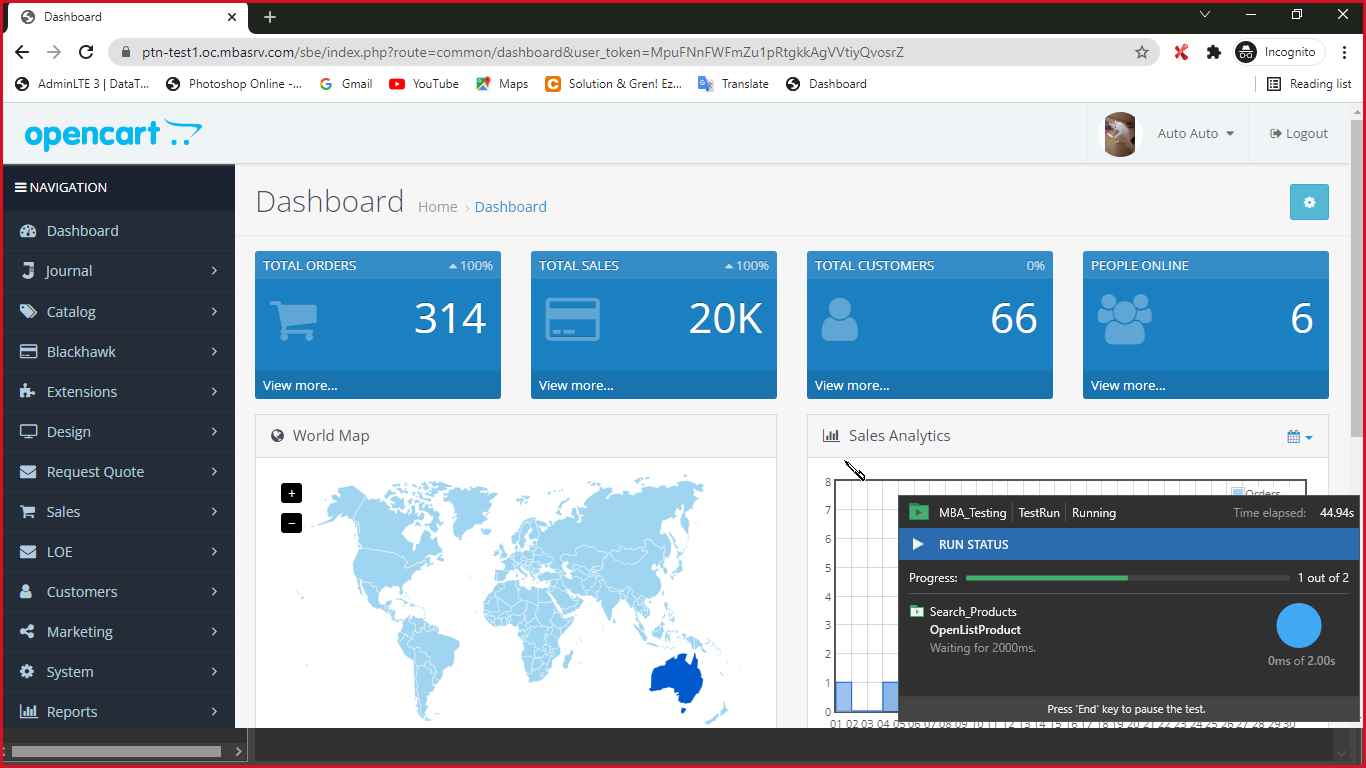 Dashboard
ptn-test1.oc.mbasrv.com/sbe/index.php?route=common/dashboard&user_token=MpuFNnFWFmZu1pRtgkkAgVVtiyQvosrZ
Incognito
AdminLTE 3 | DataT...
Photoshop Online -...
Gmail
YouTube
Maps
Solution & Gren! Ez...
Translate
Dashboard
Reading list
opencart
Auto Auto
Logout
NAVIGATION
Dashboard
Journal
Catalog
Blackhawk
Extensions
Design
Request Quote
Sales
LOE
Customers
Marketing
System
Reports
Dashboard
Home › Dashboard
TOTAL ORDERS 100%
314
View more...
TOTAL SALES 100%
20K
View more...
TOTAL CUSTOMERS 0%
66
View more...
PEOPLE ONLINE
6
View more...
World Map
+
−
Sales Analytics
8
7
6
5
4
3
2
1
0
Orders
01 02 03 04 05 06 07 08 09 10 11 12 13 14 15 16 17 18 19 20 21 22 23 24 25 26 27 28 29 30
MBA_Testing TestRun Running
Time elapsed: 44.94s
RUN STATUS
Progress: 1 out of 2
Search_Products
OpenListProduct
Waiting for 2000ms.
0ms of 2.00s
Press 'End' key to pause the test.